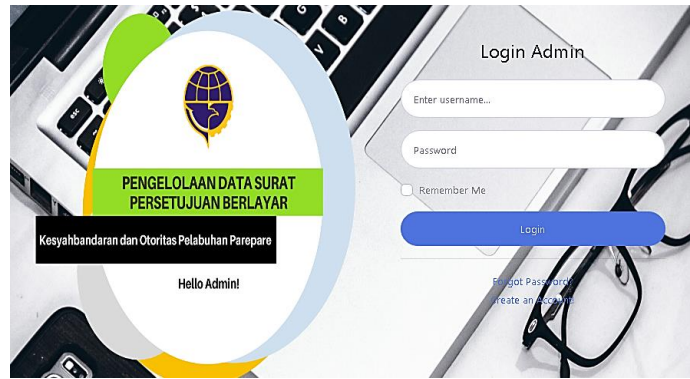 PENGELOLAAN DATA SURAT
PERSETUJUAN BERLAYAR
Kesyahbandaran dan Otoritas Pelabuhan Parepare
Hello Admin!
Login Admin
Enter username...
Password
Remember Me
Login
Forgot Password?
Create an Account!
esc